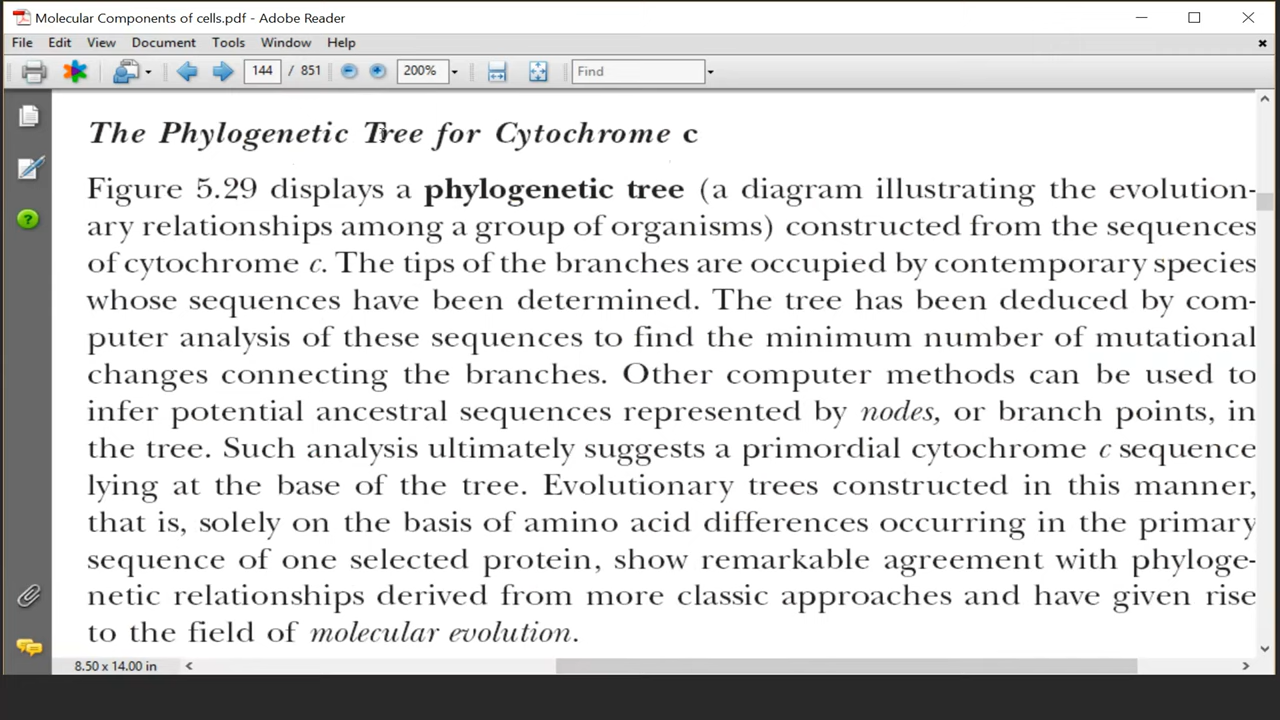 Molecular Components of cells.pdf - Adobe Reader
File Edit View Document Tools Window Help
144 / 851 200% Find
The Phylogenetic Tree for Cytochrome c
Figure 5.29 displays a phylogenetic tree (a diagram illustrating the evolution-
ary relationships among a group of organisms) constructed from the sequences
of cytochrome c. The tips of the branches are occupied by contemporary species
whose sequences have been determined. The tree has been deduced by com-
puter analysis of these sequences to find the minimum number of mutational
changes connecting the branches. Other computer methods can be used to
infer potential ancestral sequences represented by nodes, or branch points, in
the tree. Such analysis ultimately suggests a primordial cytochrome c sequence
lying at the base of the tree. Evolutionary trees constructed in this manner,
that is, solely on the basis of amino acid differences occurring in the primary
sequence of one selected protein, show remarkable agreement with phyloge-
netic relationships derived from more classic approaches and have given rise
to the field of molecular evolution.
8.50 x 14.00 in